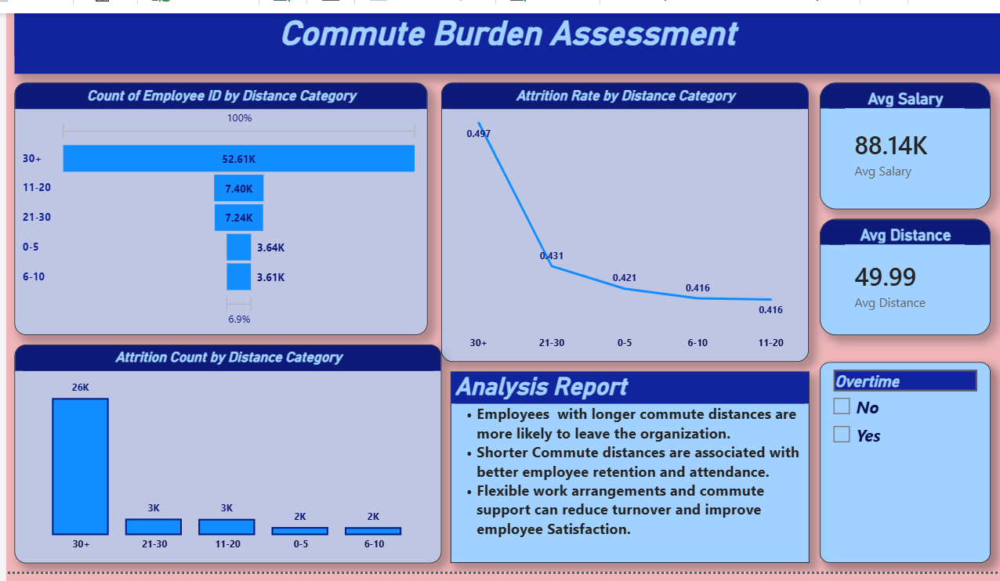 Commute Burden Assessment
Count of Employee ID by Distance Category
100%
30+
52.61K
11-20
7.40K
21-30
7.24K
0-5
3.64K
6-10
3.61K
6.9%
Attrition Rate by Distance Category
0.497
0.431
0.421
0.416
0.416
30+
21-30
0-5
6-10
11-20
Avg Salary
88.14K
Avg Salary
Avg Distance
49.99
Avg Distance
Attrition Count by Distance Category
26K
3K
3K
2K
2K
30+
21-30
11-20
0-5
6-10
Analysis Report
• Employees  with longer commute distances are
more likely to leave the organization.
• Shorter Commute distances are associated with
better employee retention and attendance.
• Flexible work arrangements and commute
support can reduce turnover and improve
employee Satisfaction.
Overtime
No
Yes